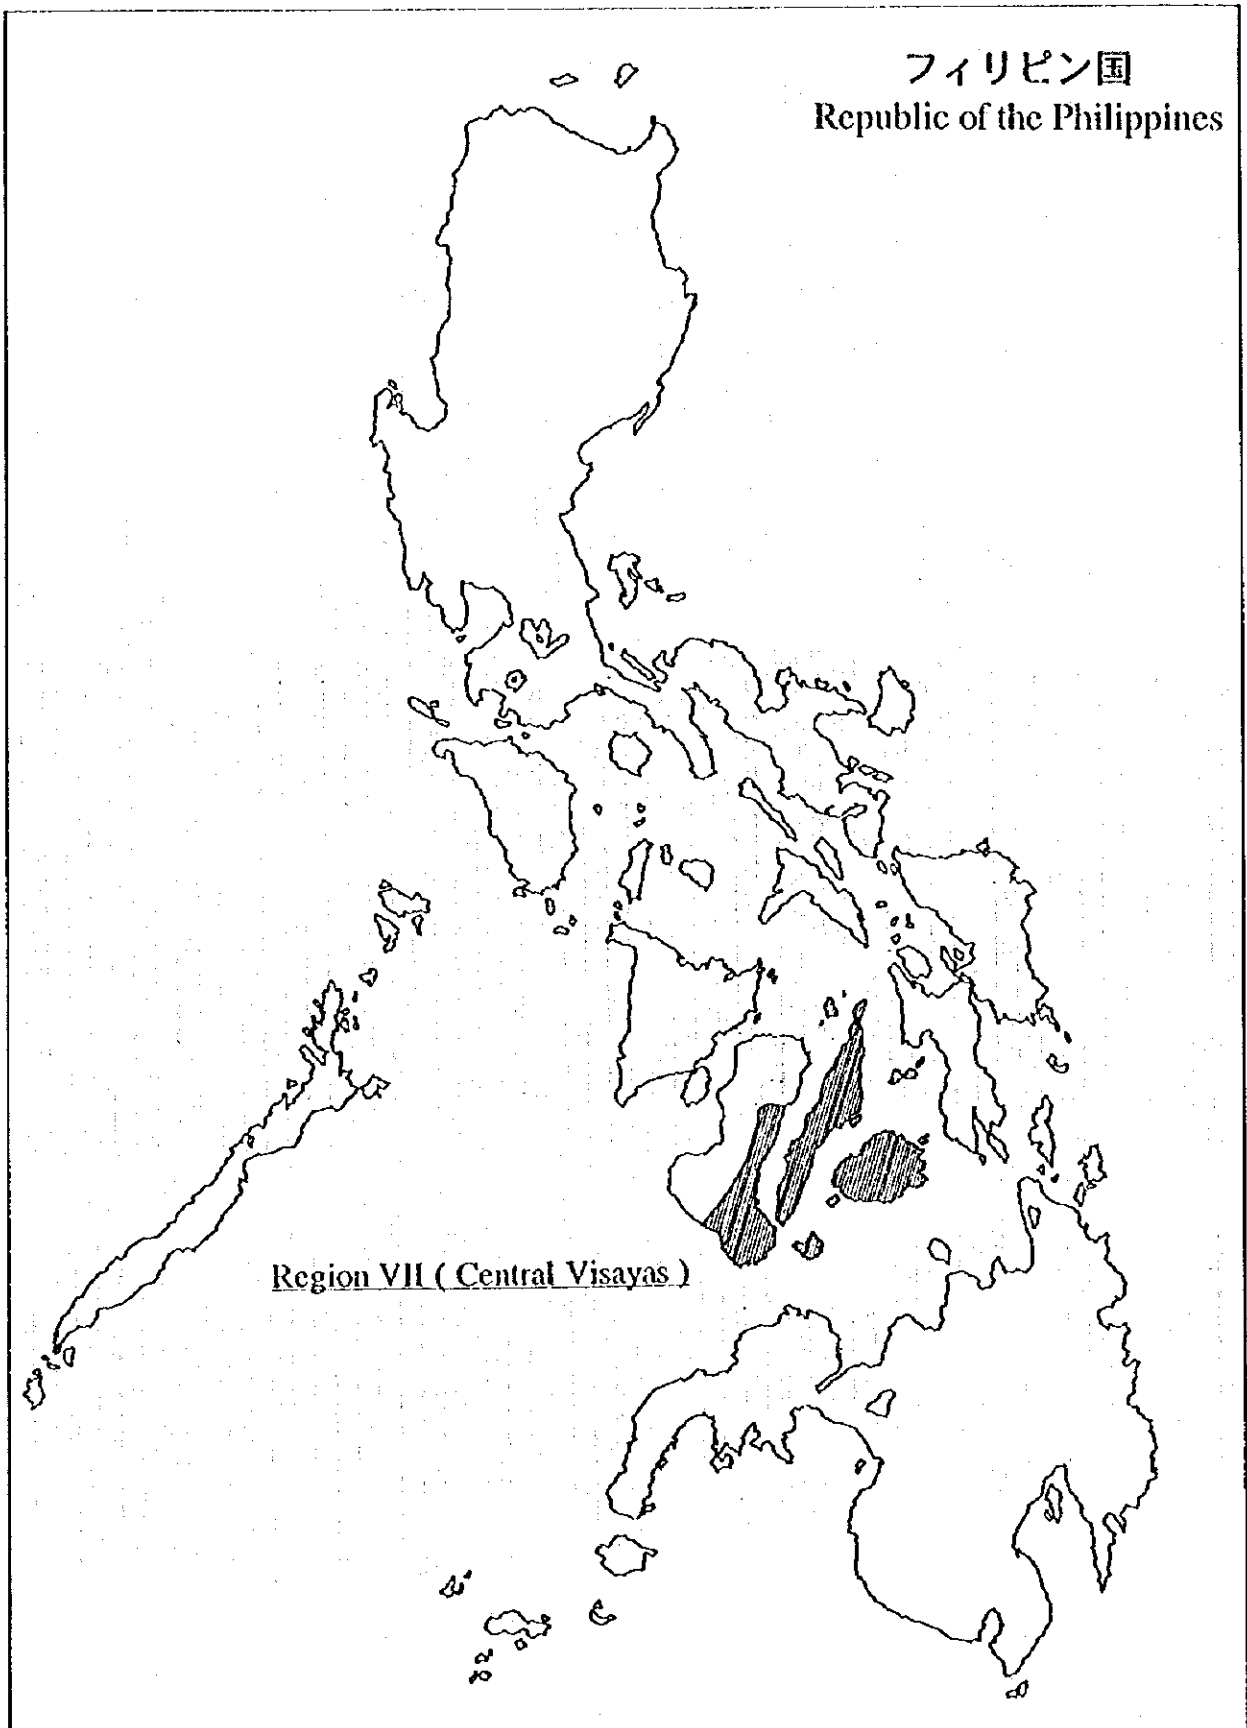 フィリピン国
Republic of the Philippines
Region VII ( Central Visayas )